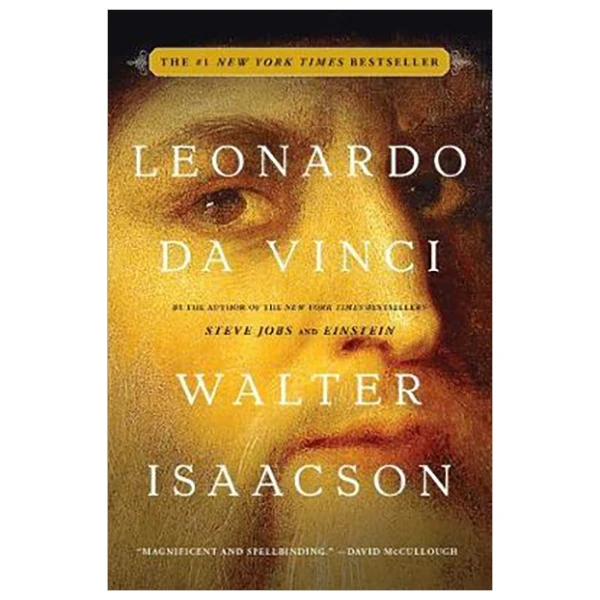 THE #1 NEW YORK TIMES BESTSELLER
LEONARDO
DA VINCI
BY THE AUTHOR OF THE NEW YORK TIMES BESTSELLERS
STEVE JOBS AND EINSTEIN
WALTER
ISAACSON
"MAGNIFICENT AND SPELLBINDING." —DAVID McCULLOUGH